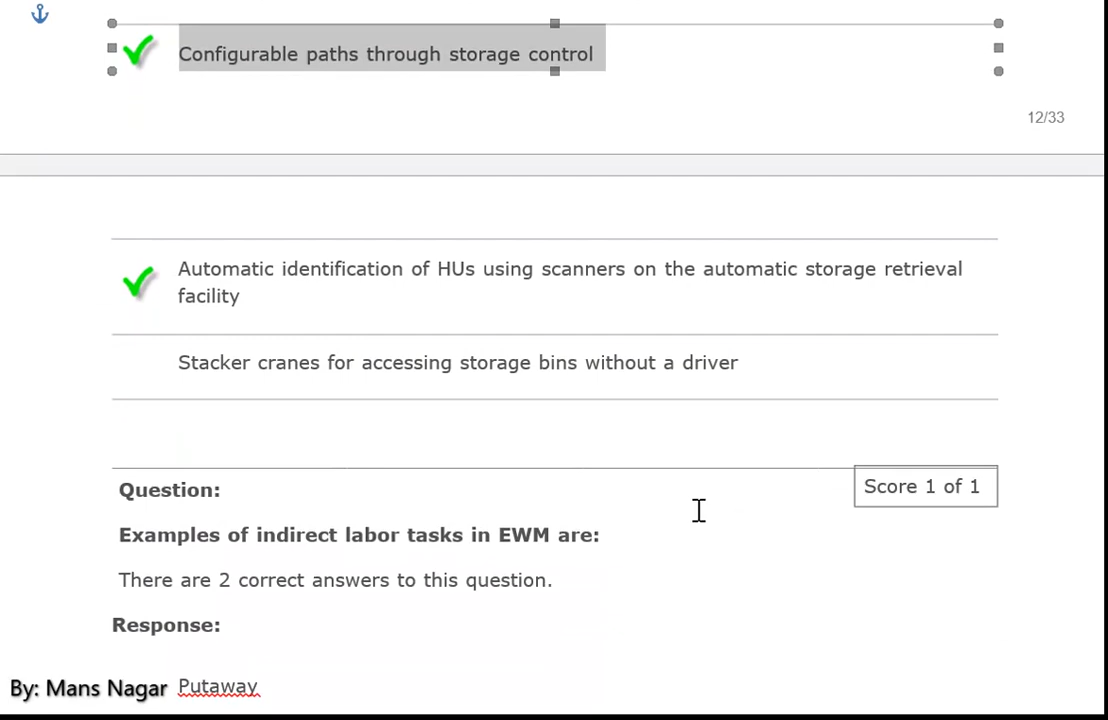 Configurable paths through storage control
12/33
Automatic identification of HUs using scanners on the automatic storage retrieval
facility
Stacker cranes for accessing storage bins without a driver
Score 1 of 1
Question:
Examples of indirect labor tasks in EWM are:
There are 2 correct answers to this question.
Response:
By: Mans Nagar
Putaway